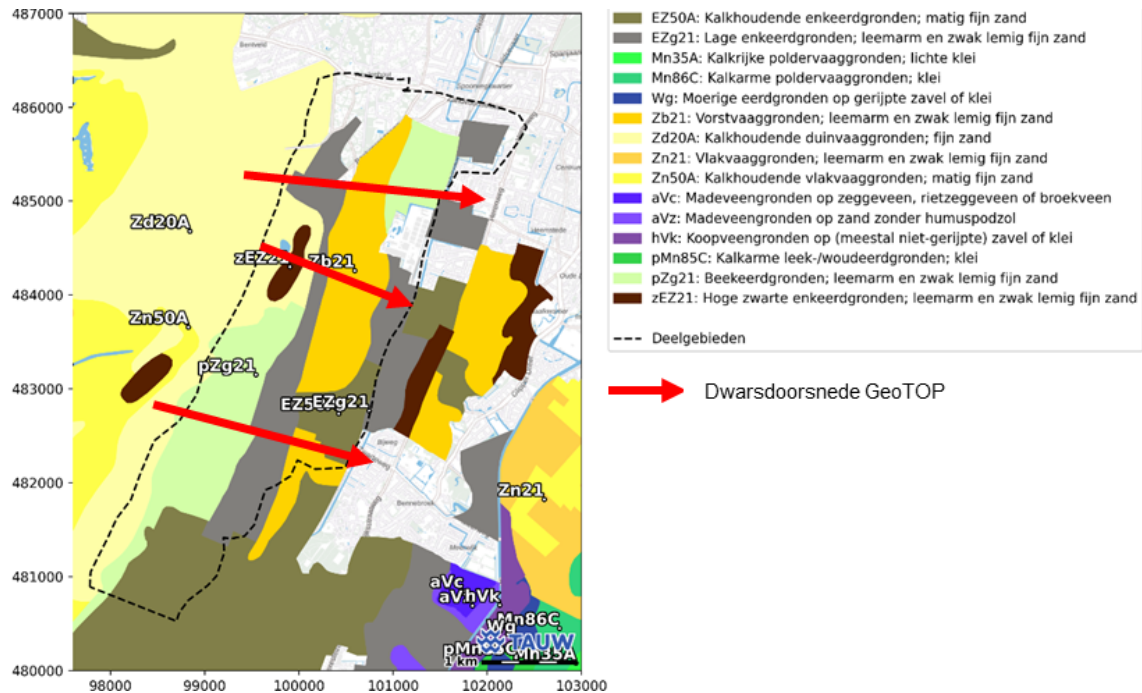 487000
486000
485000
484000
483000
482000
481000
480000
98000
99000
100000
101000
102000
103000
Bentveld
Zd20A
zEZ21
Zb21
Zn50A
pZg21
EZg21
Zn21
Bennebroek
aVc
hVk
Mn86C
Wg
TAUW
Mn35A
1 km
EZ50A: Kalkhoudende enkeerdgronden; matig fijn zand
EZg21: Lage enkeerdgronden; leemarm en zwak lemig fijn zand
Mn35A: Kalkrijke poldervaaggronden; lichte klei
Mn86C: Kalkarme poldervaaggronden; klei
Wg: Moerige eerdgronden op gerijpte zavel of klei
Zb21: Vorstvaaggronden; leemarm en zwak lemig fijn zand
Zd20A: Kalkhoudende duinvaaggronden; fijn zand
Zn21: Vlakvaaggronden; leemarm en zwak lemig fijn zand
Zn50A: Kalkhoudende vlakvaaggronden; matig fijn zand
aVc: Madeveengronden op zeggeveen, rietzeggeveen of broekveen
aVz: Madeveengronden op zand zonder humuspodzol
hVk: Koopveengronden op (meestal niet-gerijpte) zavel of klei
pMn85C: Kalkarme leek-/woudeerdgronden; klei
pZg21: Beekeerdgronden; leemarm en zwak lemig fijn zand
zEZ21: Hoge zwarte enkeerdgronden; leemarm en zwak lemig fijn zand
Deelgebieden
Dwarsdoorsnede GeoTOP